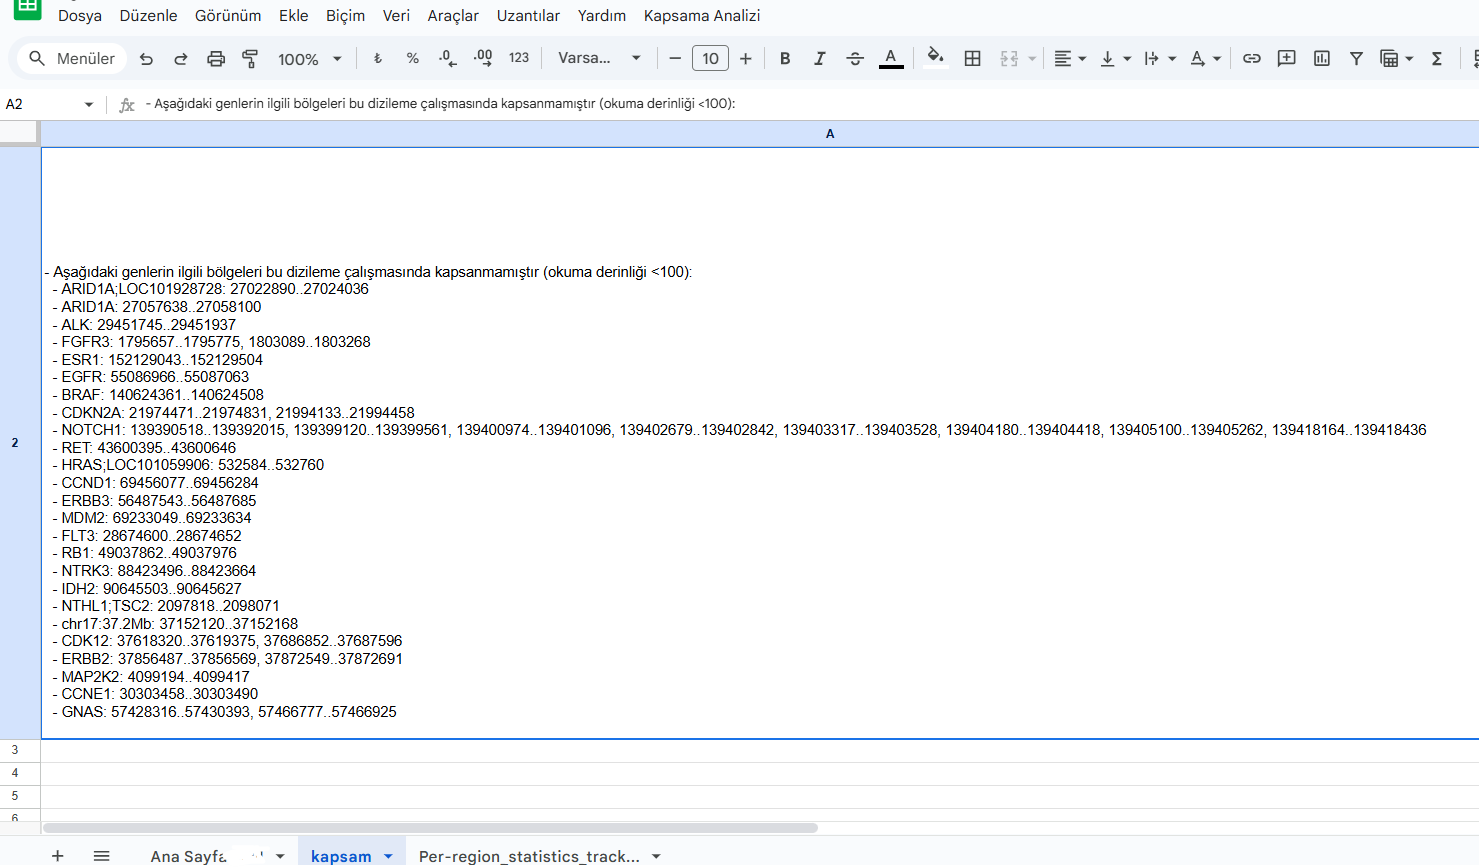 Dosya Düzenle Görünüm Ekle Biçim Veri Araçlar Uzantılar Yardım Kapsama Analizi
Menüler 100% ₺ % .0 .00 123 Varsa... − 10 + B I A A Σ
A2 fx - Aşağıdaki genlerin ilgili bölgeleri bu dizileme çalışmasında kapsanmamıştır (okuma derinliği <100):
A
2
- Aşağıdaki genlerin ilgili bölgeleri bu dizileme çalışmasında kapsanmamıştır (okuma derinliği <100):
- ARID1A;LOC101928728: 27022890..27024036
- ARID1A: 27057638..27058100
- ALK: 29451745..29451937
- FGFR3: 1795657..1795775, 1803089..1803268
- ESR1: 152129043..152129504
- EGFR: 55086966..55087063
- BRAF: 140624361..140624508
- CDKN2A: 21974471..21974831, 21994133..21994458
- NOTCH1: 139390518..139392015, 139399120..139399561, 139400974..139401096, 139402679..139402842, 139403317..139403528, 139404180..139404418, 139405100..139405262, 139418164..139418436
- RET: 43600395..43600646
- HRAS;LOC101059906: 532584..532760
- CCND1: 69456077..69456284
- ERBB3: 56487543..56487685
- MDM2: 69233049..69233634
- FLT3: 28674600..28674652
- RB1: 49037862..49037976
- NTRK3: 88423496..88423664
- IDH2: 90645503..90645627
- NTHL1;TSC2: 2097818..2098071
- chr17:37.2Mb: 37152120..37152168
- CDK12: 37618320..37619375, 37686852..37687596
- ERBB2: 37856487..37856569, 37872549..37872691
- MAP2K2: 4099194..4099417
- CCNE1: 30303458..30303490
- GNAS: 57428316..57430393, 57466777..57466925
3
4
5
6
+ Ana Sayfa kapsam Per-region_statistics_track...